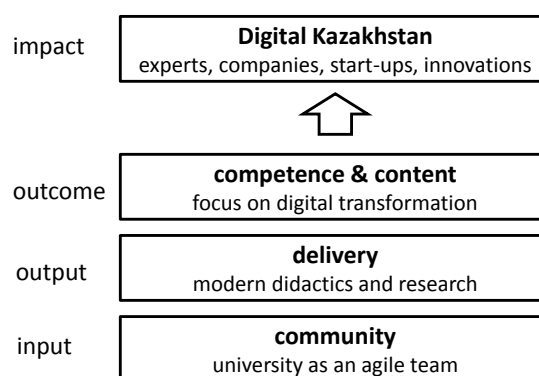 impact
Digital Kazakhstan
experts, companies, start-ups, innovations
outcome
competence & content
focus on digital transformation
output
delivery
modern didactics and research
input
community
university as an agile team